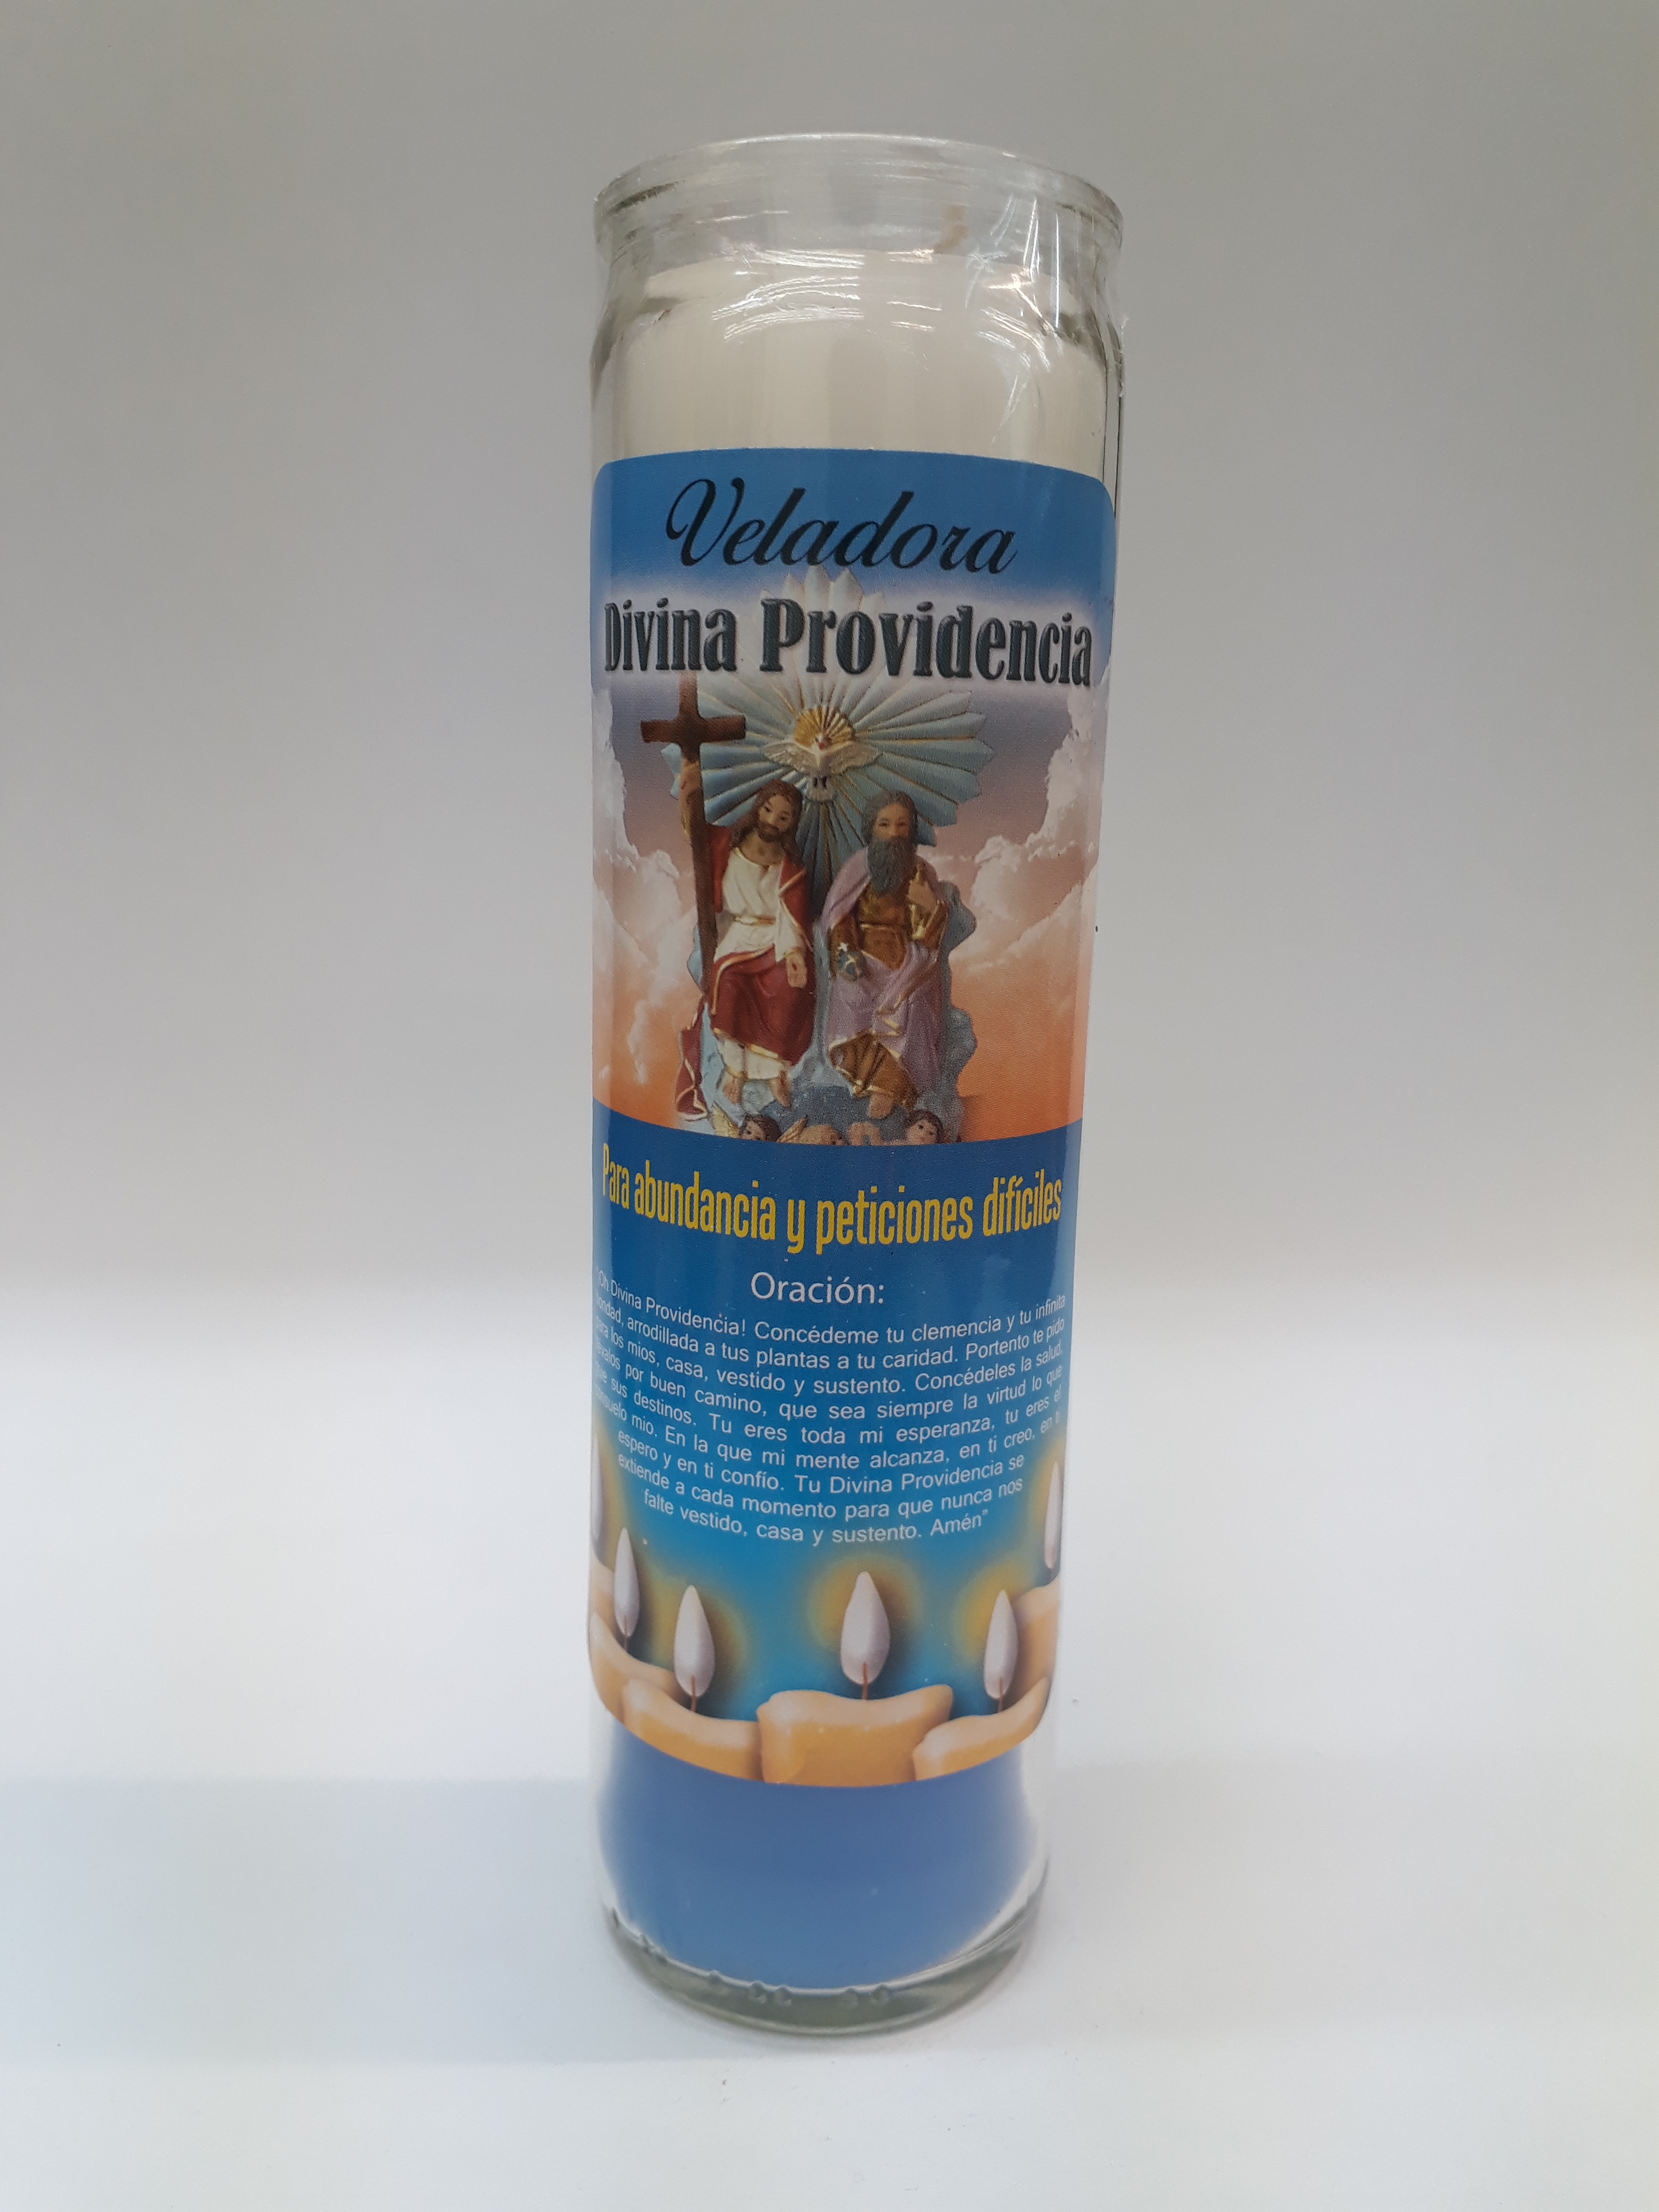 Veladora
Divina Providencia
Para abundancia y peticiones difíciles
Oración:
Oh Divina Providencia! Concédeme tu clemencia y tu infinita
bondad, arrodillada a tus plantas a tu caridad. Portento te pido
para los mios, casa, vestido y sustento. Concédeles la salud,
por buen camino, que sea siempre la virtud lo que
sus destinos. Tu eres toda mi esperanza, tu eres el
mio. En la que mi mente alcanza, en ti creo, en ti
espero y en ti confío. Tu Divina Providencia se
extiende a cada momento para que nunca nos
falte vestido, casa y sustento. Amén"